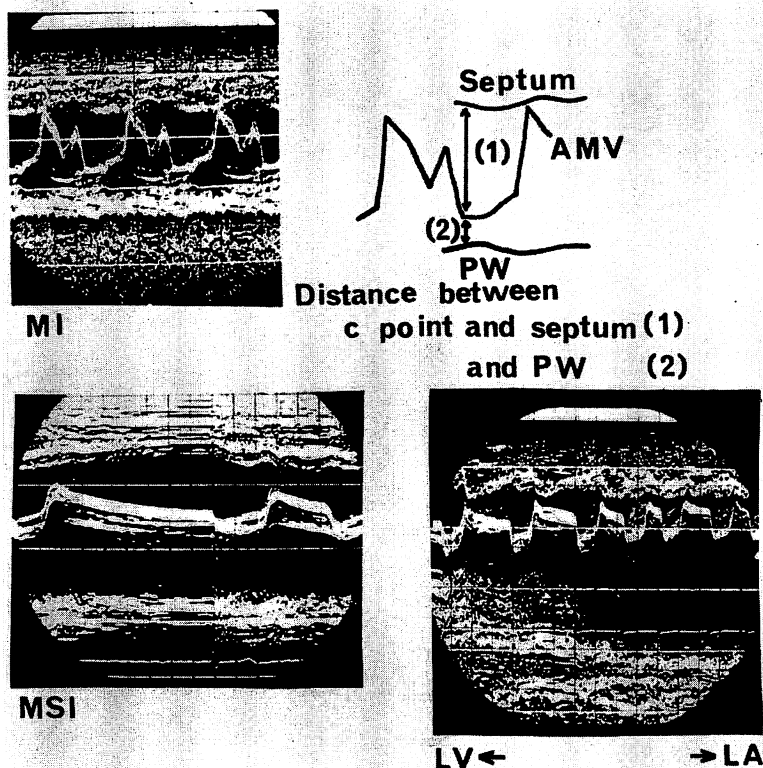 Septum
(1)
AMV
(2)
PW
Distance between
c point and septum (1)
and PW (2)
MI
MSI
LV← →LA